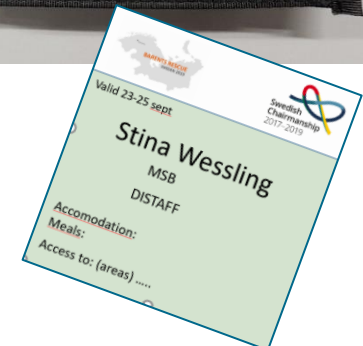 BARENTS RESCUE
Swedish
Chairmanship
2017-2019
Valid 23-25 sept
Stina Wessling
MSB
DISTAFF
Accomodation:
Meals:
Access to: (areas) .....